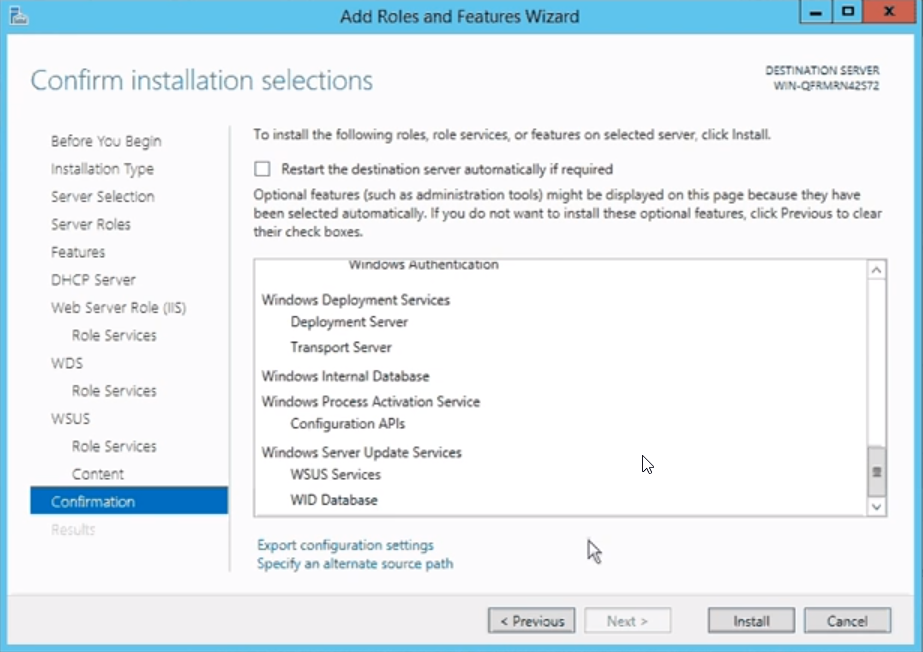 Add Roles and Features Wizard
Confirm installation selections
DESTINATION SERVER
WIN-QFRMRN42S72
Before You Begin
Installation Type
Server Selection
Server Roles
Features
DHCP Server
Web Server Role (IIS)
Role Services
WDS
Role Services
WSUS
Role Services
Content
Confirmation
Results
To install the following roles, role services, or features on selected server, click Install.
Restart the destination server automatically if required
Optional features (such as administration tools) might be displayed on this page because they have
been selected automatically. If you do not want to install these optional features, click Previous to clear
their check boxes.
Windows Authentication
Windows Deployment Services
Deployment Server
Transport Server
Windows Internal Database
Windows Process Activation Service
Configuration APIs
Windows Server Update Services
WSUS Services
WID Database
Export configuration settings
Specify an alternate source path
< Previous
Next >
Install
Cancel